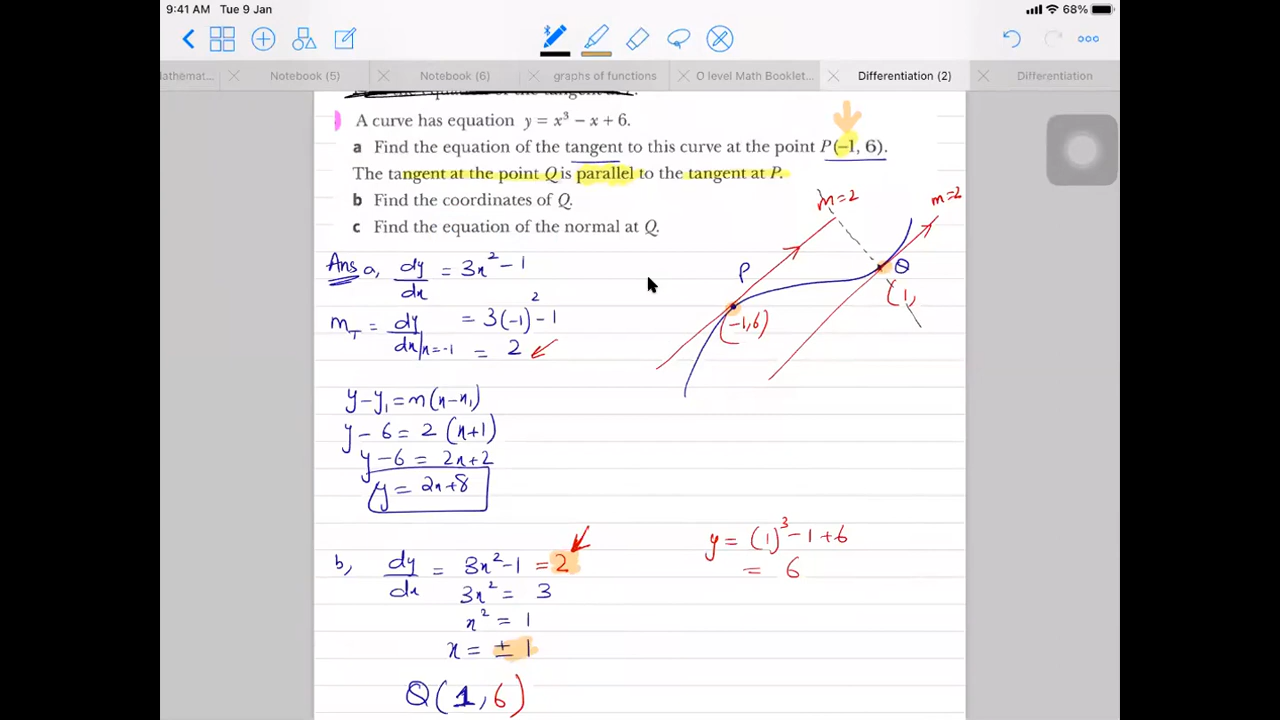 9:41 AM Tue 9 Jan
68%
Mathemat...
Notebook (5)
Notebook (6)
graphs of functions
O level Math Booklet...
Differentiation (2)
Differentiation
A curve has equation y = x³ − x + 6.
a Find the equation of the tangent to this curve at the point P(−1, 6).
The tangent at the point Q is parallel to the tangent at P.
b Find the coordinates of Q.
c Find the equation of the normal at Q.
m=2
m=2
P
Q
(−1,6)
(1,
Ans a, dy/dx = 3x² − 1
m_T = dy/dx|x=−1 = 3(−1)² − 1
= 2
y − y₁ = m(x − x₁)
y − 6 = 2 (x+1)
y − 6 = 2x+2
y = 2x+8
b, dy/dx = 3x² − 1 = 2
3x² = 3
x² = 1
x = ± 1
Q(1, 6)
y = (1)³ − 1 + 6
= 6